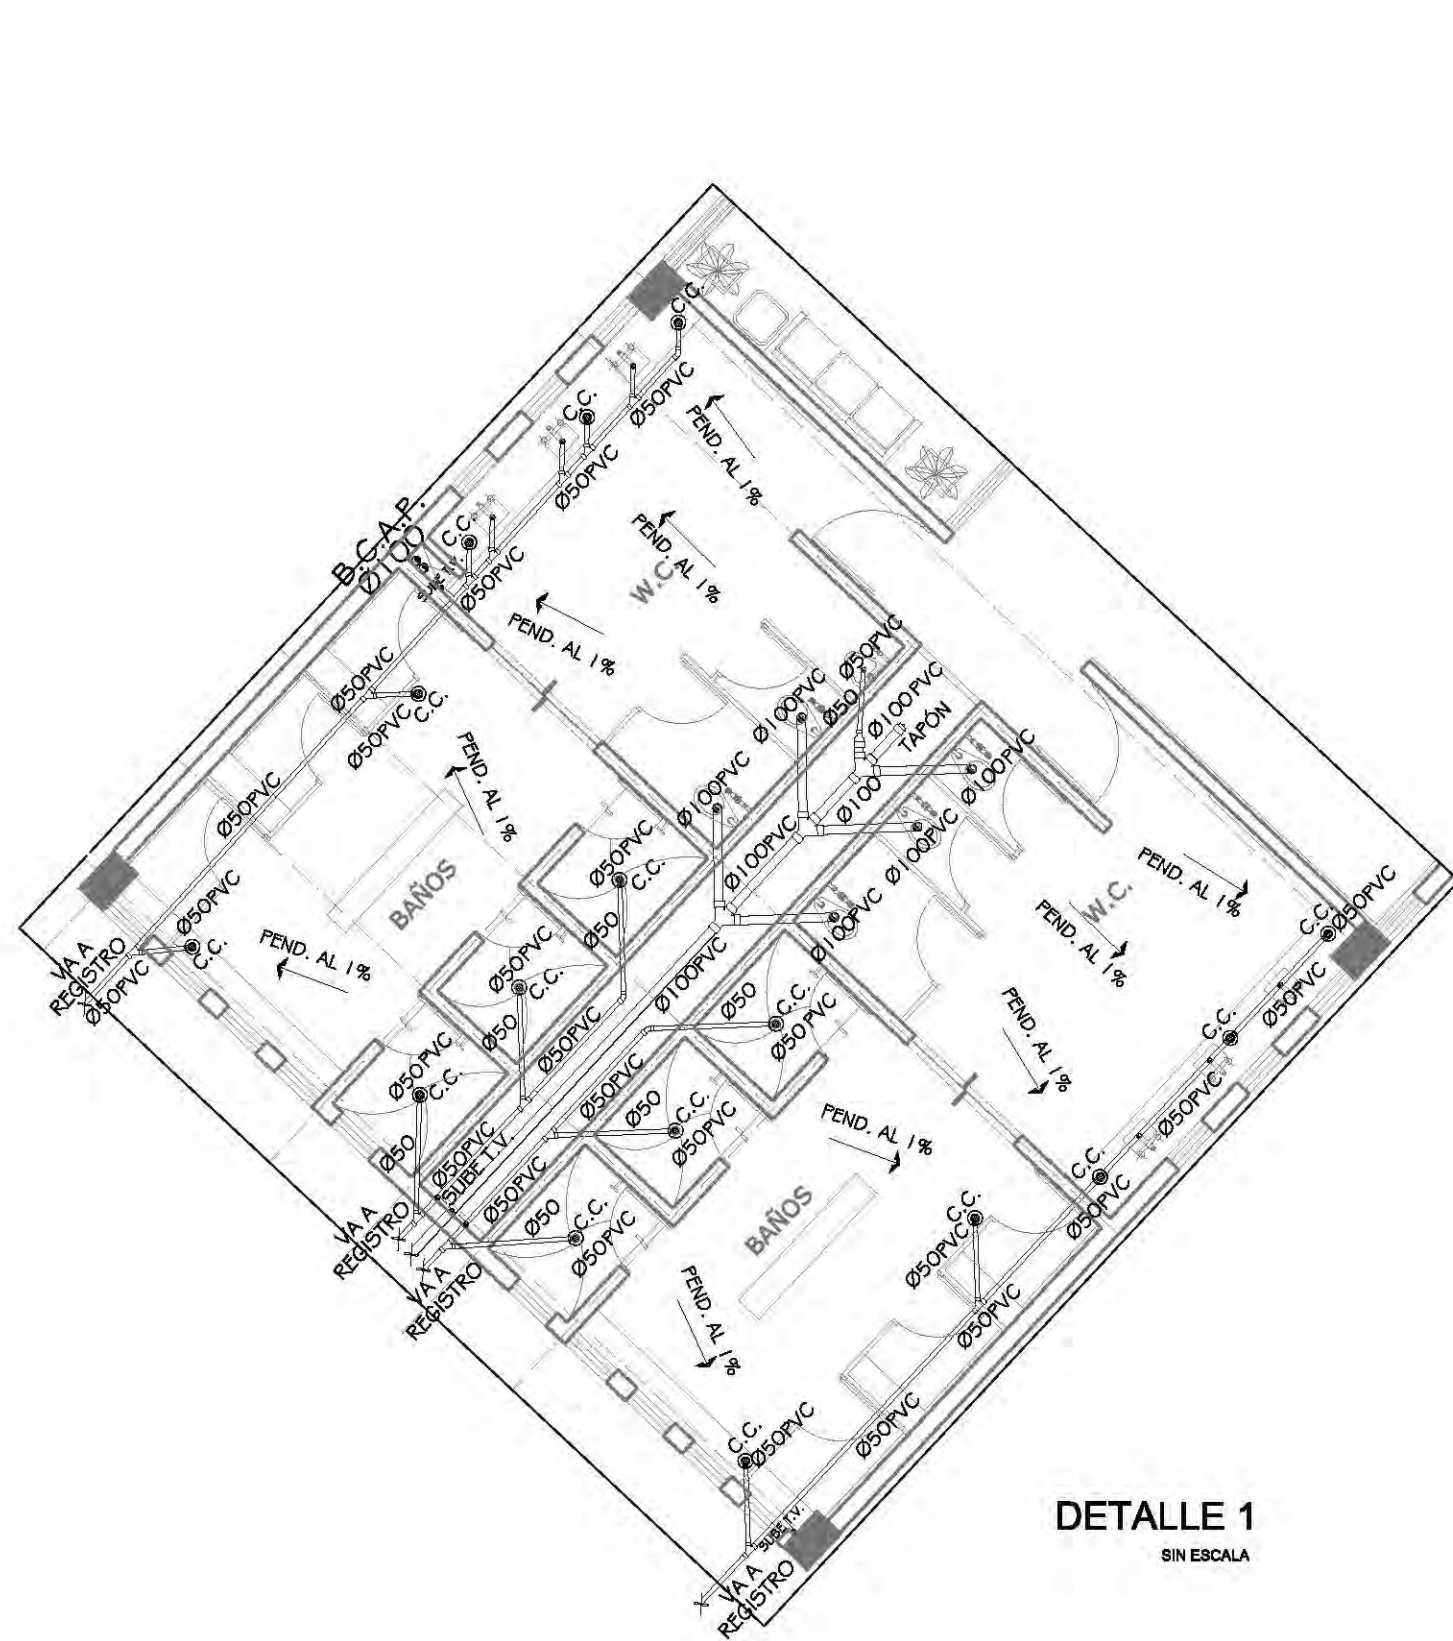 C.C.
Ø50PVC
C.C.
Ø50PVC
PEND. AL 1%
B.C.A.P.
Ø100
C.C.
Ø50PVC
PEND. AL 1%
W.C.
PEND. AL 1%
Ø50PVC
C.C.
Ø50PVC
Ø50PVC
PEND. AL 1%
BAÑOS
Ø50PVC
C.C.
PEND. AL 1%
VA A
REGISTRO
Ø50PVC
Ø50PVC
Ø50
Ø100PVC
Ø100PVC
TAPÓN
Ø100PVC
Ø100PVC
Ø100
Ø100PVC
Ø100PVC
Ø100PVC
Ø100PVC
Ø50PVC
C.C.
Ø50
Ø50PVC
C.C.
Ø50
Ø50PVC
Ø50PVC
C.C.
Ø50
Ø50PVC
SUBE T.V.
VA A
REGISTRO
Ø50
C.C.
Ø50PVC
Ø50PVC
Ø50
C.C.
Ø50PVC
Ø50PVC
Ø50
C.C.
Ø50PVC
VA A
REGISTRO
PEND. AL 1%
W.C.
PEND. AL 1%
PEND. AL 1%
Ø50PVC
C.C.
Ø50PVC
C.C.
Ø50PVC
C.C.
Ø50PVC
PEND. AL 1%
BAÑOS
C.C.
Ø50PVC
Ø50PVC
PEND. AL 1%
Ø50PVC
C.C.
Ø50PVC
SUBE T.V.
VA A
REGISTRO
DETALLE 1
SIN ESCALA